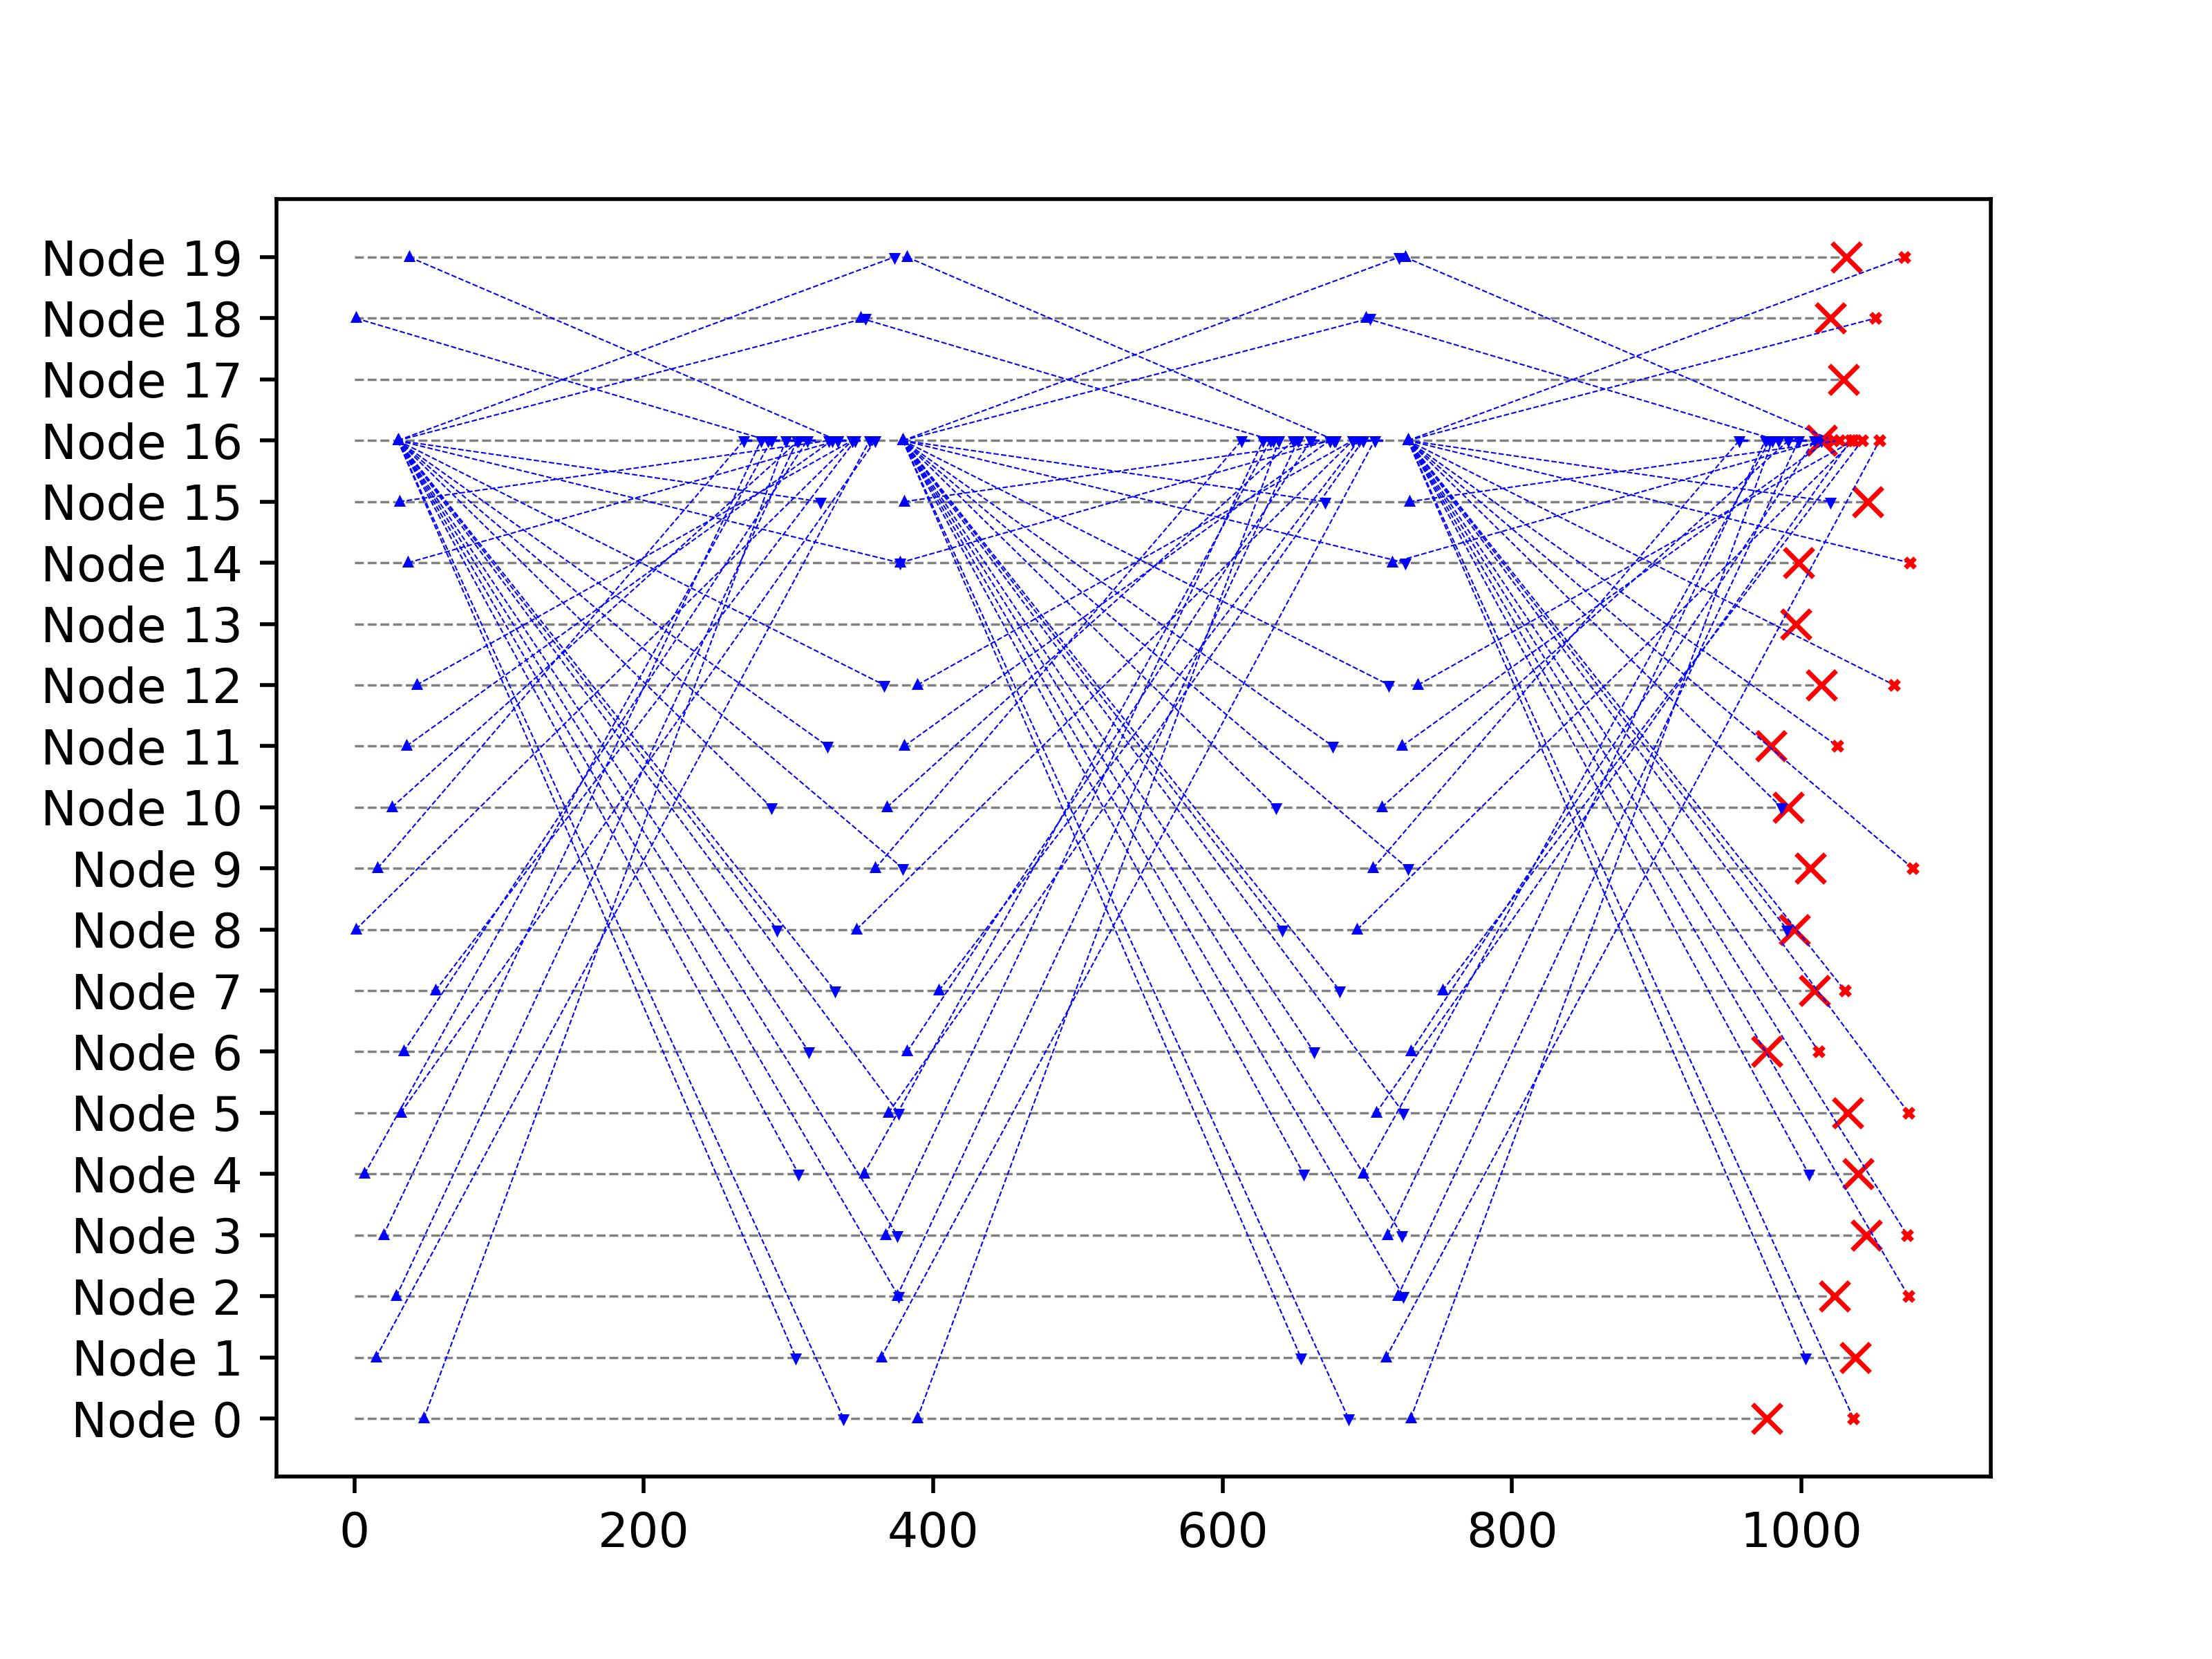 Node 19
Node 18
Node 17
Node 16
Node 15
Node 14
Node 13
Node 12
Node 11
Node 10
Node 9
Node 8
Node 7
Node 6
Node 5
Node 4
Node 3
Node 2
Node 1
Node 0
0 200 400 600 800 1000